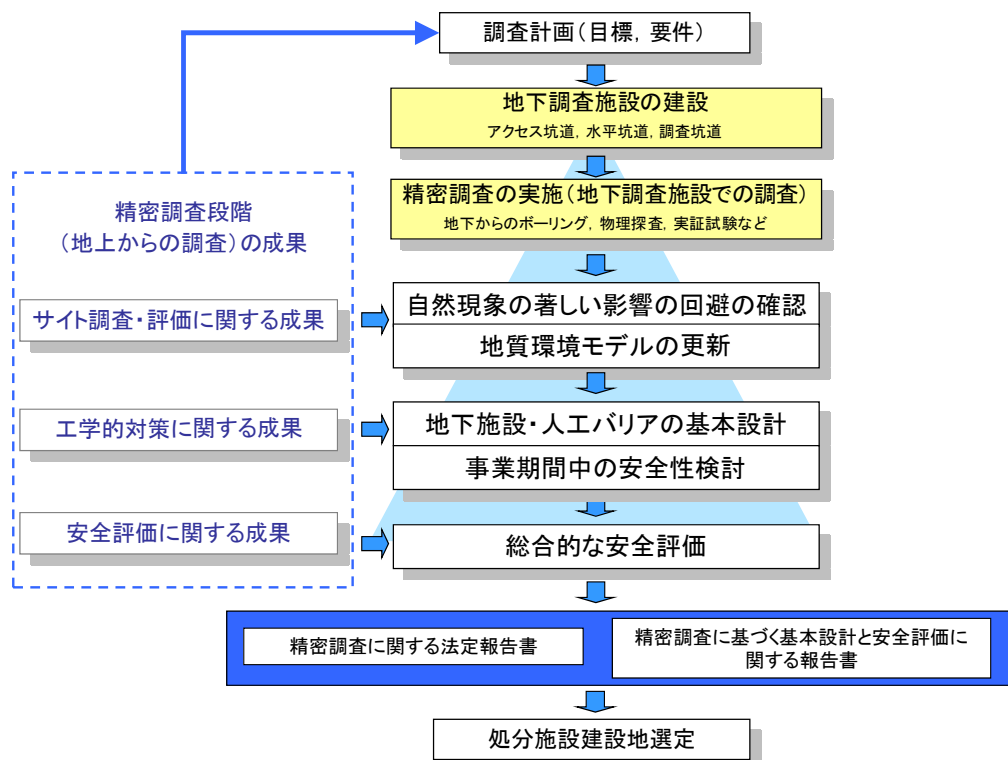 調査計画(目標，要件)
地下調査施設の建設
アクセス坑道，水平坑道，調査坑道
精密調査の実施(地下調査施設での調査)
地下からのボーリング，物理探査，実証試験など
精密調査段階
（地上からの調査）の成果
サイト調査・評価に関する成果
自然現象の著しい影響の回避の確認
地質環境モデルの更新
工学的対策に関する成果
地下施設・人工バリアの基本設計
事業期間中の安全性検討
安全評価に関する成果
総合的な安全評価
精密調査に関する法定報告書
精密調査に基づく基本設計と安全評価に
関する報告書
処分施設建設地選定